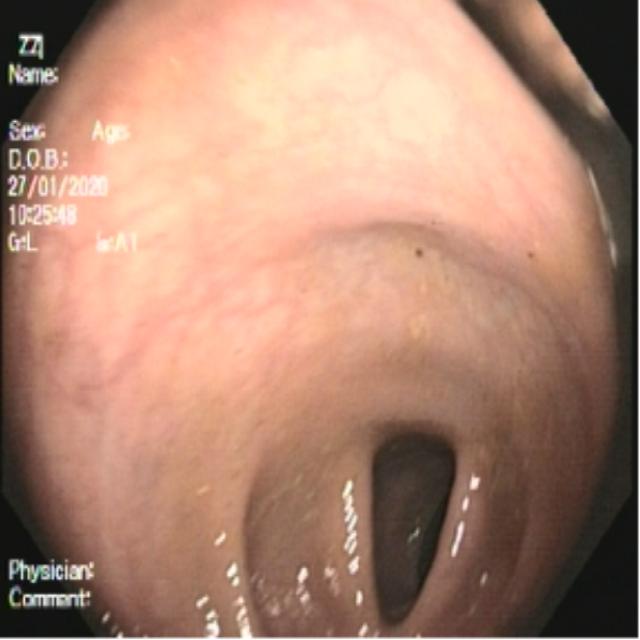 Name:
Sex: Age:
D.O.B.:
27/01/2020
10:25:48
G:L
Physician:
Comment: